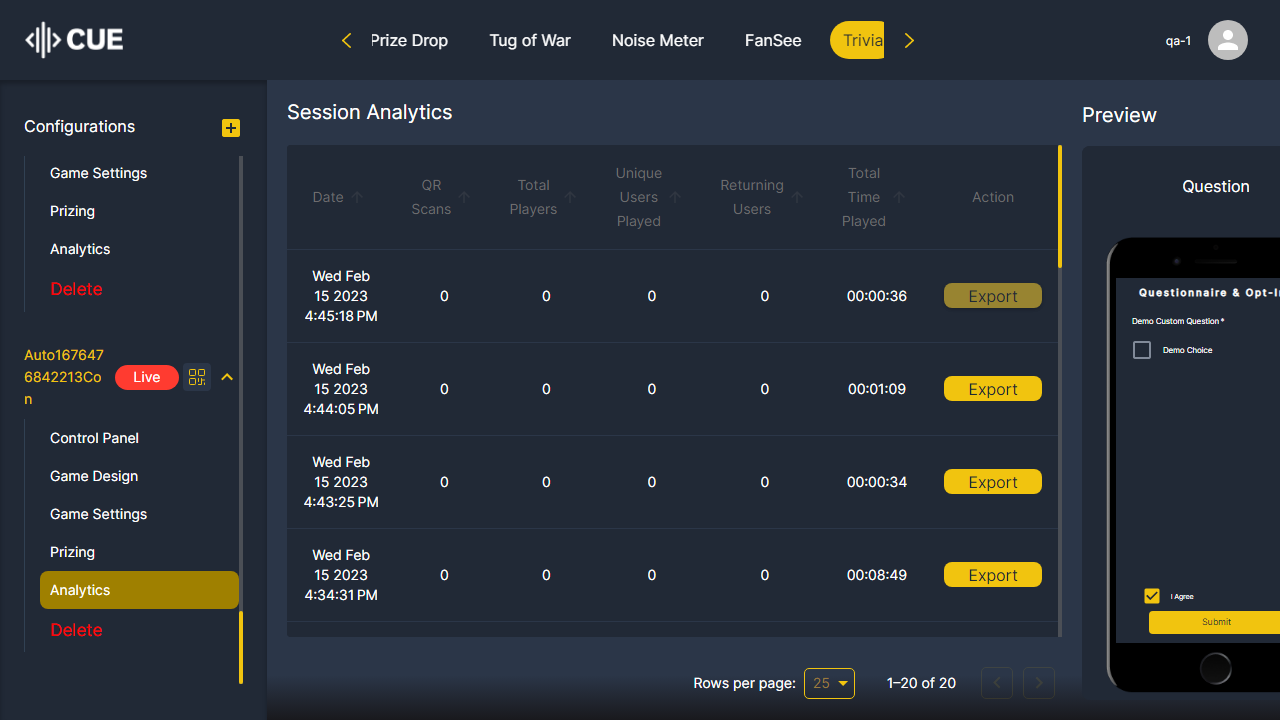 CUE
Prize Drop
Tug of War
Noise Meter
FanSee
Trivia
qa-1
Configurations
Game Settings
Prizing
Analytics
Delete
Auto167647
6842213Co
n
Live
Control Panel
Game Design
Game Settings
Prizing
Analytics
Delete
Session Analytics
Date
QR
Scans
Total
Players
Unique
Users
Played
Returning
Users
Total
Time
Played
Action
Wed Feb
15 2023
4:45:18 PM
0
0
0
0
00:00:36
Export
Wed Feb
15 2023
4:44:05 PM
0
0
0
0
00:01:09
Export
Wed Feb
15 2023
4:43:25 PM
0
0
0
0
00:00:34
Export
Wed Feb
15 2023
4:34:31 PM
0
0
0
0
00:08:49
Export
Rows per page:
25
1–20 of 20
Preview
Question
Questionnaire & Opt-I
Demo Custom Question *
Demo Choice
I Agree
Submit